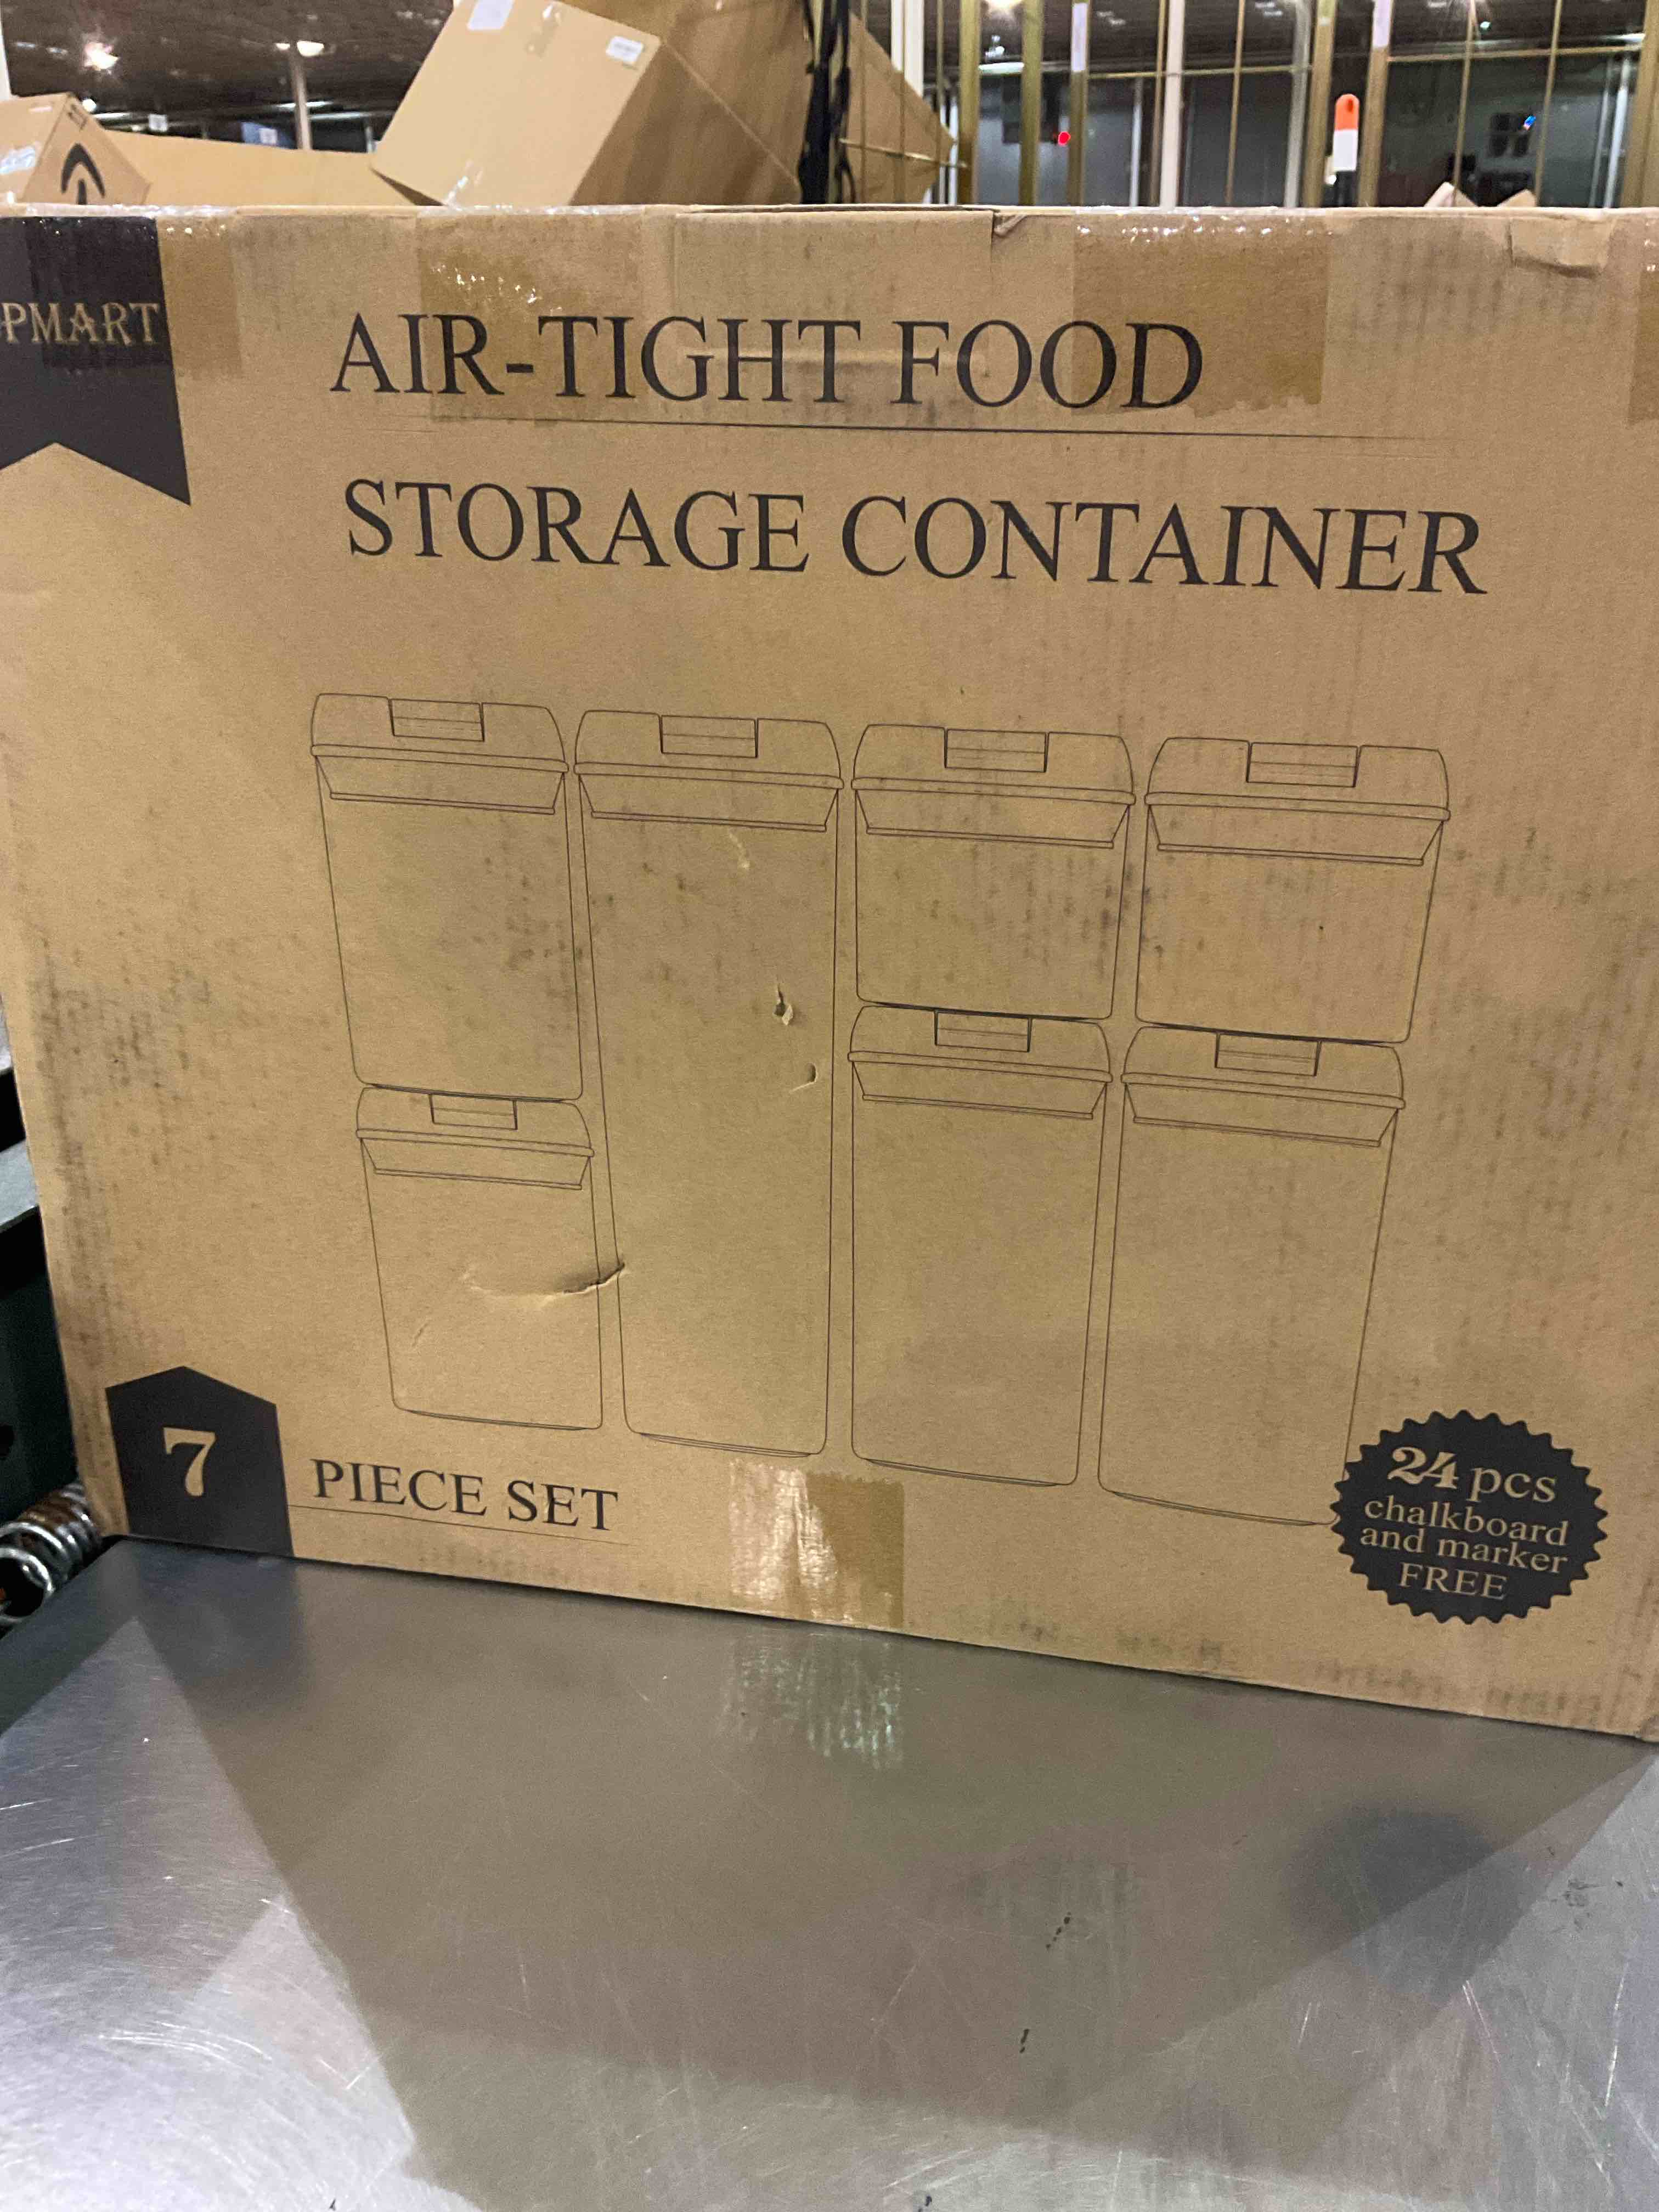 PMART
AIR-TIGHT FOOD
STORAGE CONTAINER
7
PIECE SET
24 pcs
chalkboard
and marker
FREE